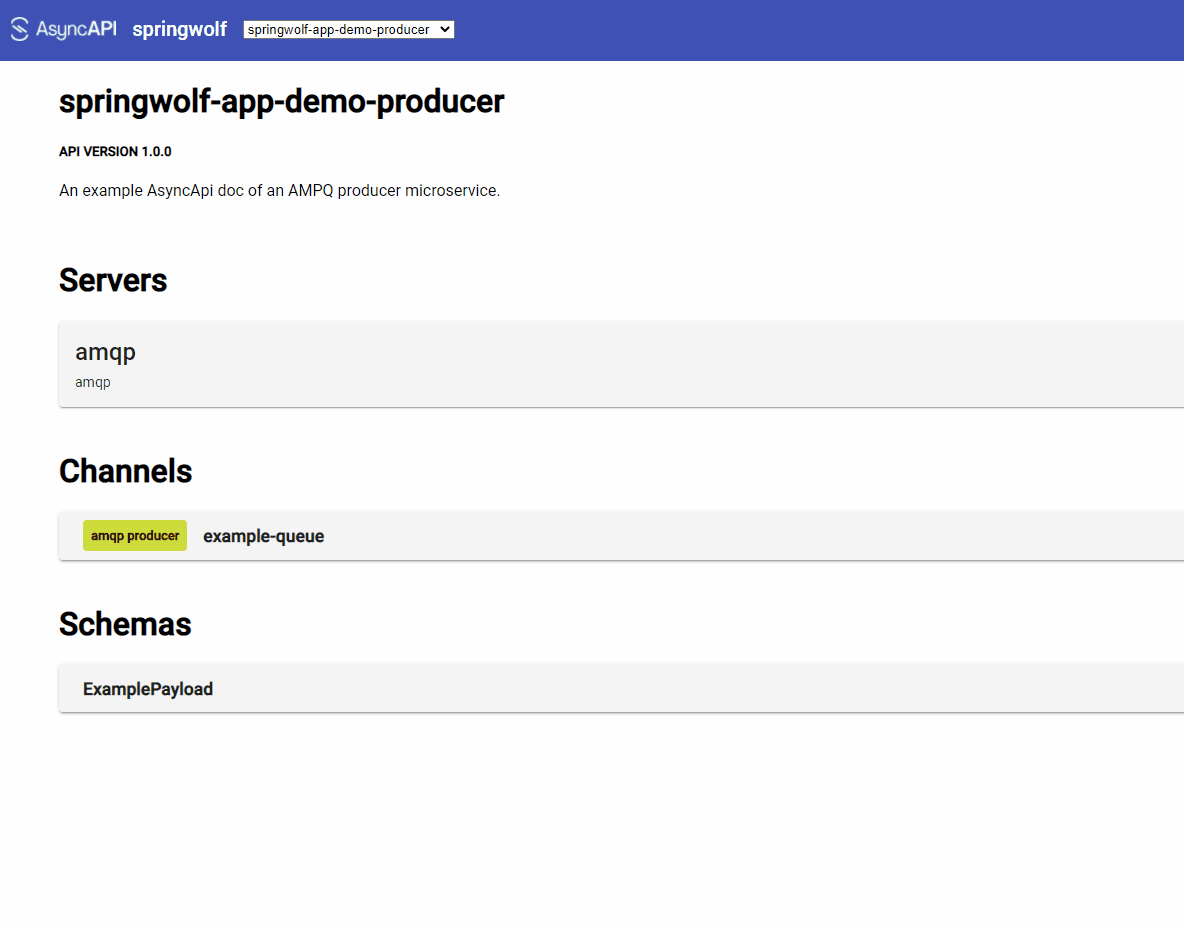 AsyncAPI springwolf springwolf-app-demo-producer
springwolf-app-demo-producer
API VERSION 1.0.0
An example AsyncApi doc of an AMPQ producer microservice.
Servers
amqp
amqp
Channels
amqp producer example-queue
Schemas
ExamplePayload